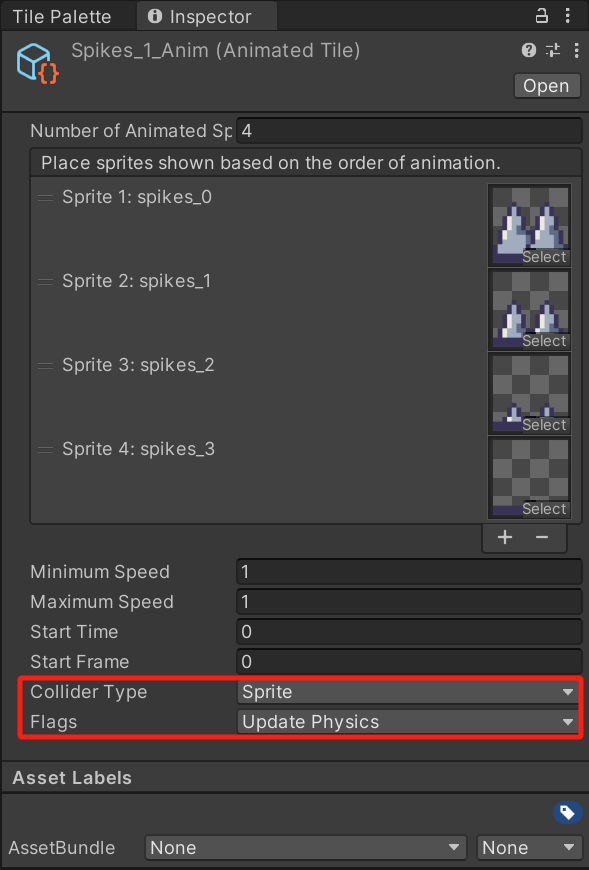 Tile Palette
Inspector
Spikes_1_Anim (Animated Tile)
Open
Number of Animated Sp 4
Place sprites shown based on the order of animation.
Sprite 1: spikes_0
Select
Sprite 2: spikes_1
Select
Sprite 3: spikes_2
Select
Sprite 4: spikes_3
Select
Minimum Speed 1
Maximum Speed 1
Start Time 0
Start Frame 0
Collider Type Sprite
Flags Update Physics
Asset Labels
AssetBundle None None